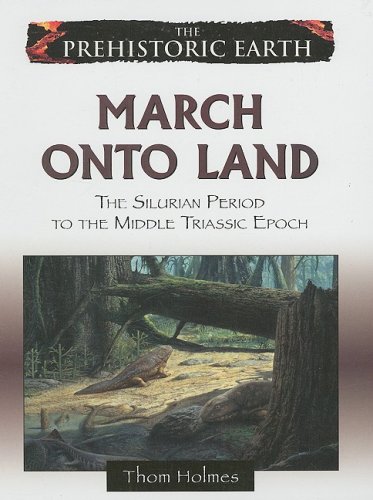 THE
PREHISTORIC EARTH
MARCH
ONTO LAND
THE SILURIAN PERIOD
TO THE MIDDLE TRIASSIC EPOCH
Thom Holmes